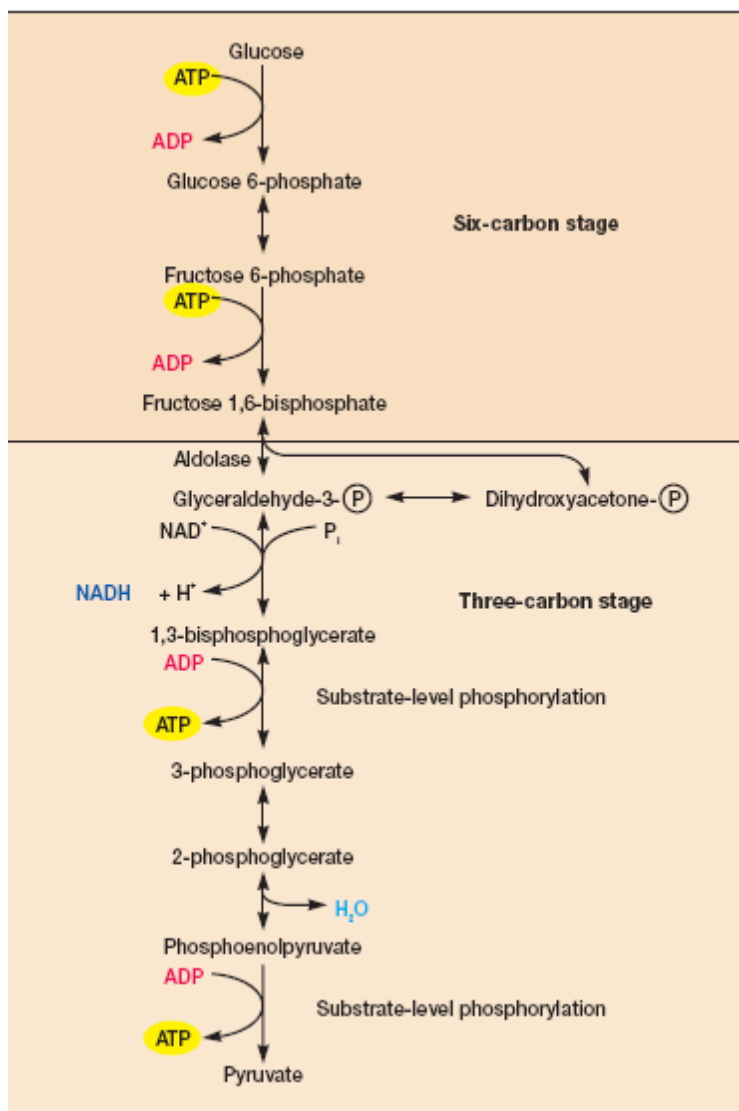 Glucose
ATP
ADP
Glucose 6-phosphate
Six-carbon stage
Fructose 6-phosphate
ATP
ADP
Fructose 1,6-bisphosphate
Aldolase
Glyceraldehyde-3-P Dihydroxyacetone-P
NAD⁺ Pᵢ
NADH + H⁺
Three-carbon stage
1,3-bisphosphoglycerate
ADP
Substrate-level phosphorylation
ATP
3-phosphoglycerate
2-phosphoglycerate
H₂O
Phosphoenolpyruvate
ADP
Substrate-level phosphorylation
ATP
Pyruvate